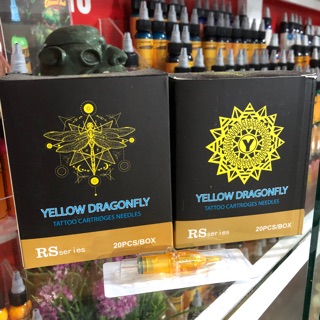 YELLOW DRAGONFLY
TATTOO CARTRIDGES NEEDLES
RS series
20PCS/BOX
Y
YELLOW DRAGONFLY
TATTOO CARTRIDGES NEEDLES
RS series
20PCS/BOX